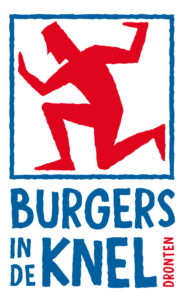 BURGERS
IN
DE KNEL
DRONTEN